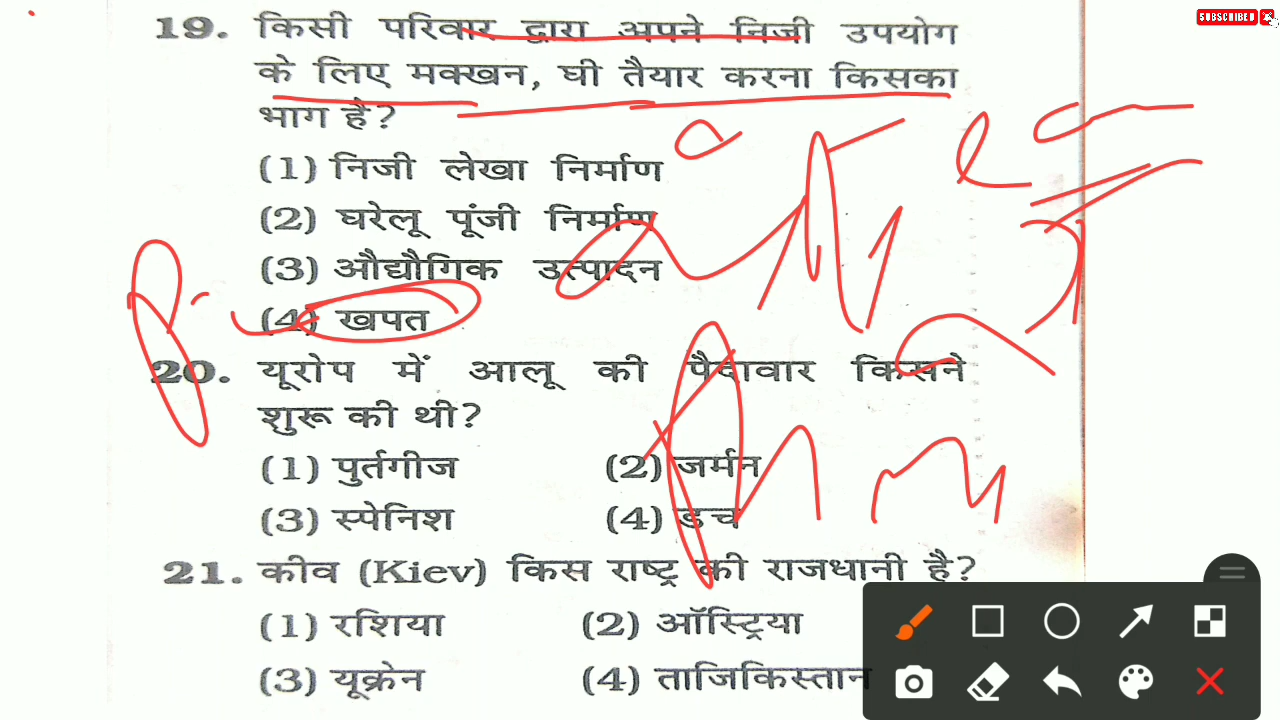 SUBSCRIBED
19. किसी परिवार द्वारा अपने निजी उपयोग
के लिए मक्खन, घी तैयार करना किसका
भाग है?
(1) निजी लेखा निर्माण
(2) घरेलू पूंजी निर्माण
(3) औद्यौगिक उत्पादन
(4) खपत
20. यूरोप में आलू की पैदावार किसने
शुरू की थी?
(1) पुर्तगीज (2) जर्मन
(3) स्पेनिश (4) डच
21. कीव (Kiev) किस राष्ट्र की राजधानी है?
(1) रशिया (2) ऑस्ट्रिया
(3) यूक्रेन (4) ताजिकिस्तान